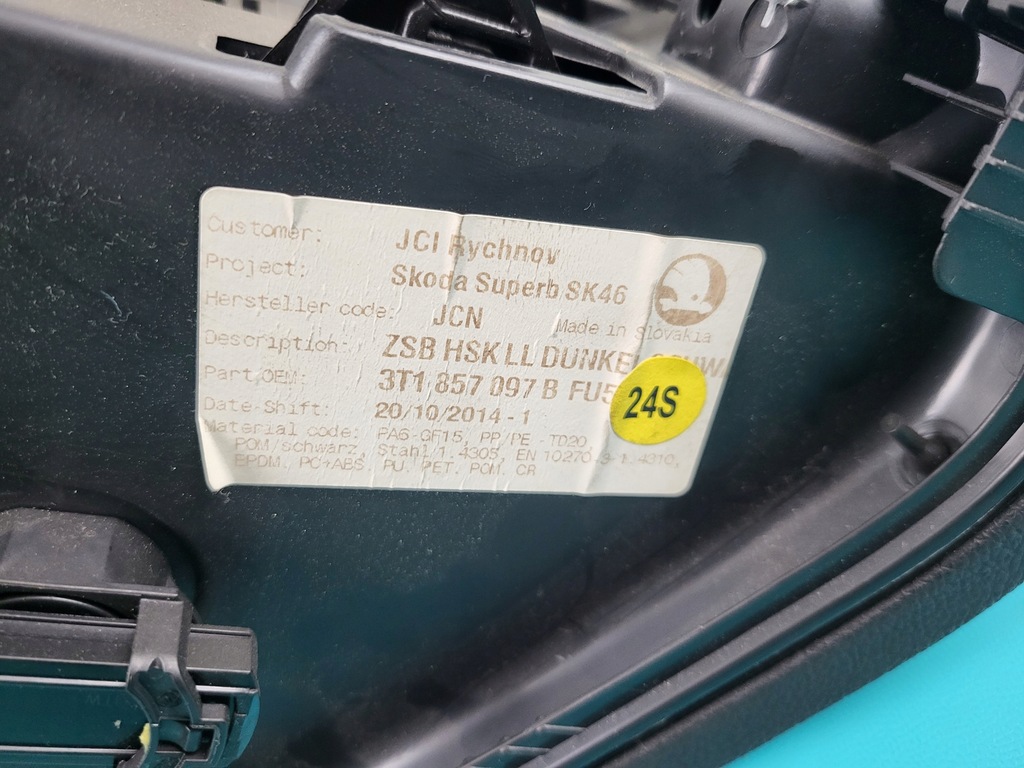 Customer: JCI Rychnov
Project: Skoda Superb SK46
Hersteller code: JCN Made in Slovakia
Description: ZSB HSK LL
Part,OEM: 3T1 857 097 B
24S
Date-Shift: 20/10/2014-1
Material code: PA6-GF15, PP/PE -TD20,
POM/schwarz, Stahl 1.4305, EN 10270-3-1.4310,
EPDM, PC+ABS, PU, PET, POM, CR